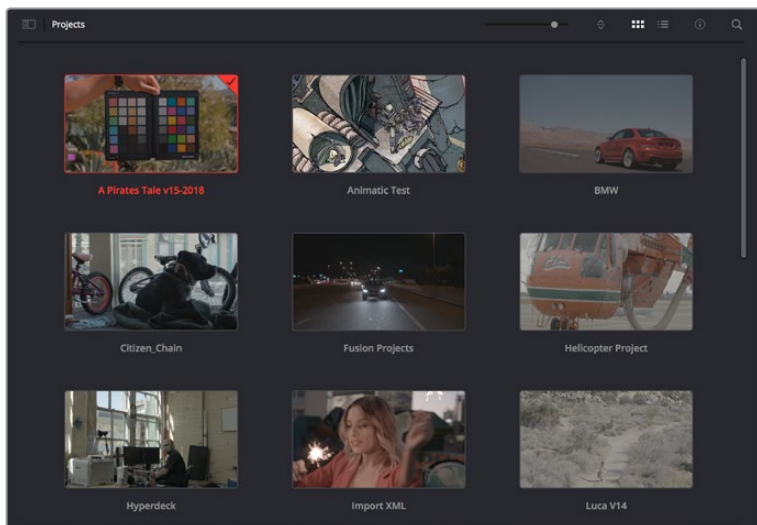 Projects
A Pirates Tale v15-2018
Animatic Test
BMW
Citizen_Chain
Fusion Projects
Helicopter Project
Hyperdeck
Import XML
Luca V14